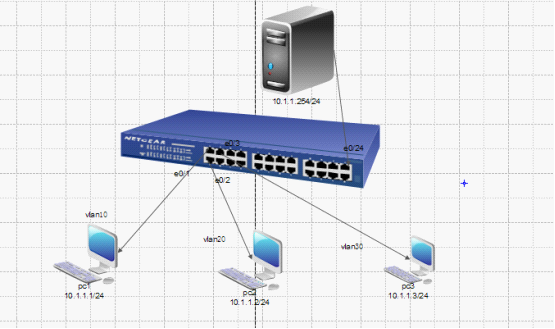 10.1.1.254/24
NETGEAR
e0/3
e0/24
e0/1
e0/2
vlan10
vlan20
vlan30
pc1
10.1.1.1/24
pc2
10.1.1.2/24
pc3
10.1.1.3/24